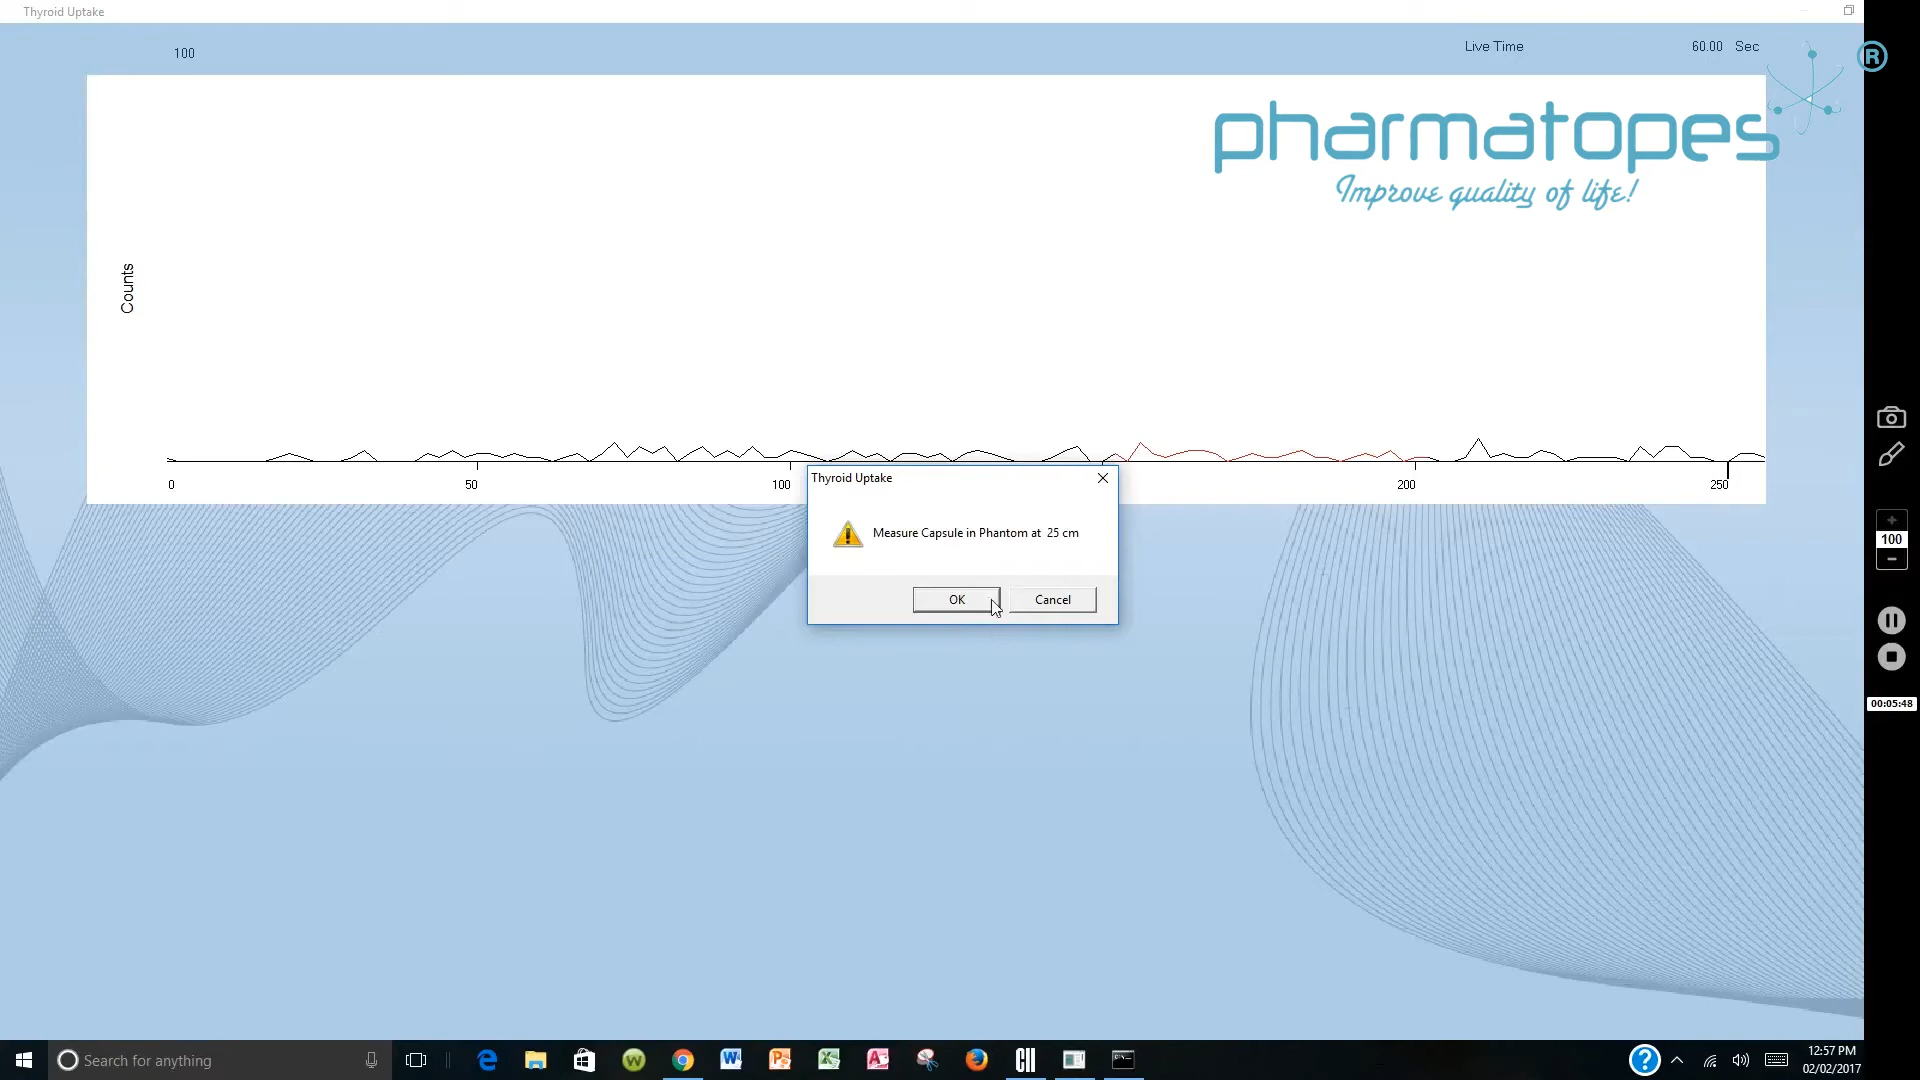 Thyroid Uptake
100
Live Time 60.00 Sec
®
pharmatopes
Improve quality of life!
Counts
0 50 100 200 250
Thyroid Uptake
Measure Capsule in Phantom at 25 cm
OK Cancel
100
00:05:48
Search for anything
12:57 PM
02/02/2017